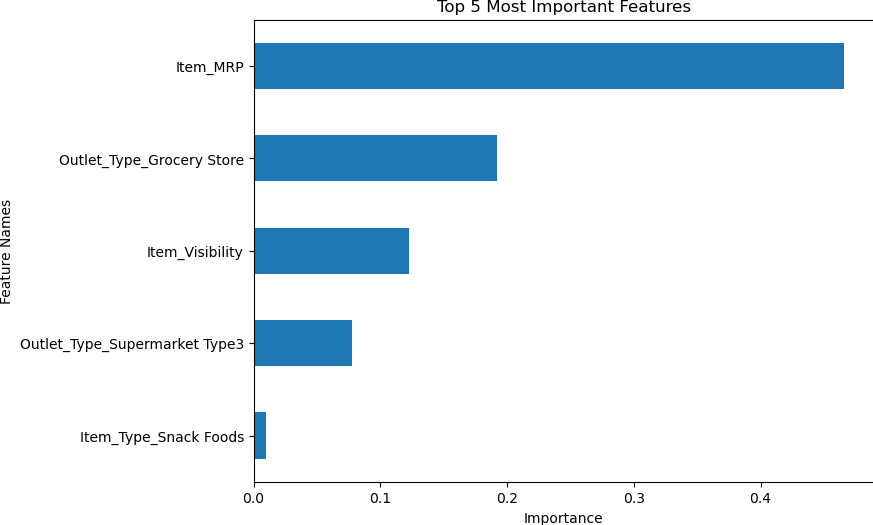 Top 5 Most Important Features
Item_MRP
Outlet_Type_Grocery Store
Item_Visibility
Outlet_Type_Supermarket Type3
Item_Type_Snack Foods
Feature Names
0.0 0.1 0.2 0.3 0.4
Importance